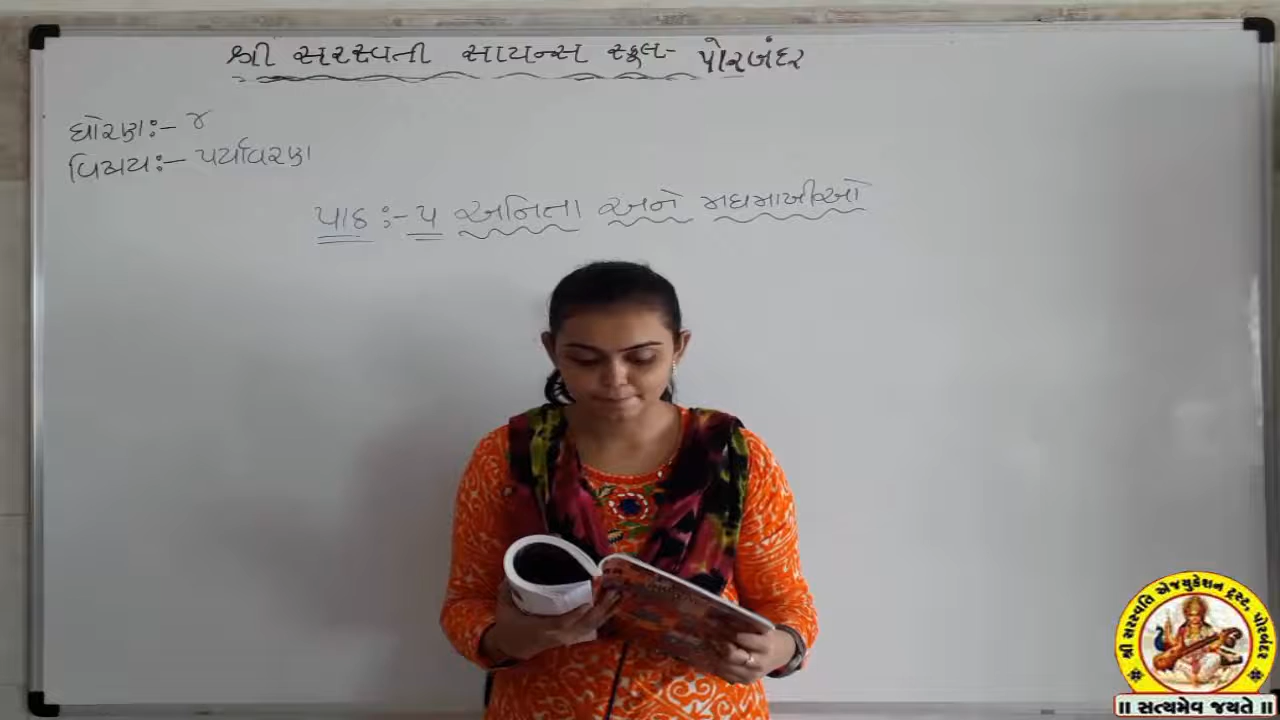 શ્રી સરસ્વતી સાયન્સ સ્કૂલ- પોરબંદર
ધોરણ:- ૪
વિષય:- પર્યાવરણ
પાઠ:- ૫ અનિતા અને મધમાખીઓ
શ્રી સરસ્વતિ એજયુકેશન ટ્રસ્ટ, પોરબંદર
॥ સત્યમેવ જયતે ॥